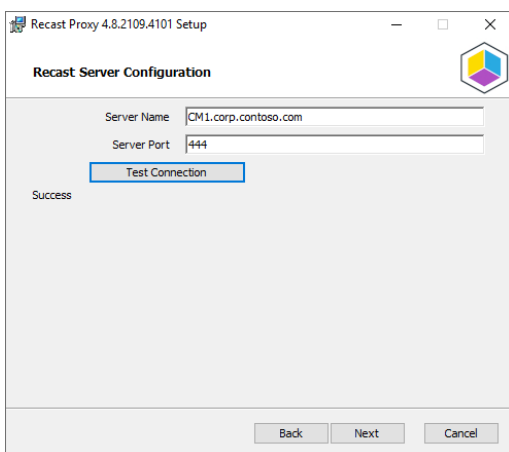 Recast Proxy 4.8.2109.4101 Setup
Recast Server Configuration
Server Name CM1.corp.contoso.com
Server Port 444
Test Connection
Success
Back Next Cancel